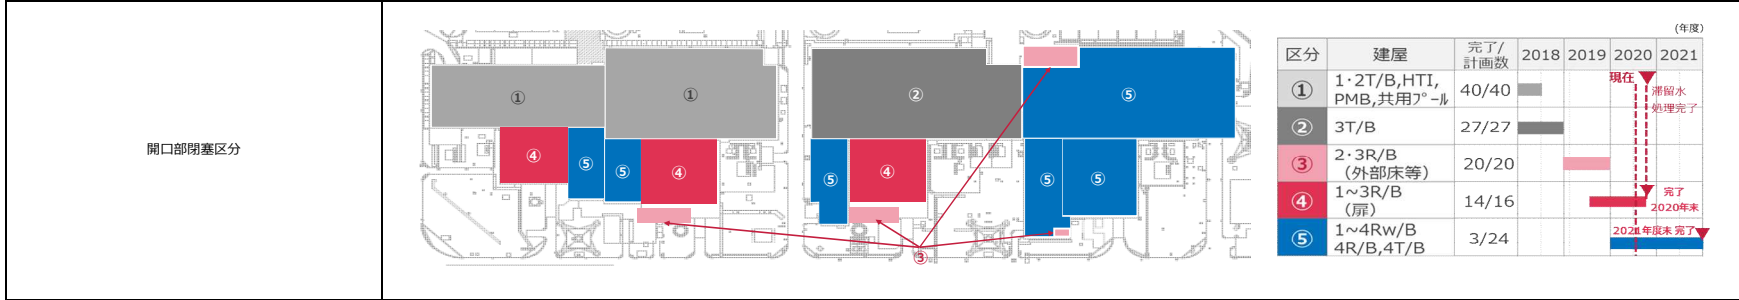 開口部閉塞区分
①
①
②
⑤
④
⑤
⑤
④
⑤
④
⑤
⑤
③
(年度)
区分 建屋 完了/計画数 2018 2019 2020 2021
現在
① 1・2T/B,HTI, PMB,共用ﾌﾟｰﾙ 40/40
滞留水
処理完了
② 3T/B 27/27
③ 2・3R/B (外部床等) 20/20
④ 1~3R/B (扉) 14/16
完了
2020年末
⑤ 1~4Rw/B 4R/B,4T/B 3/24
2021年度末 完了